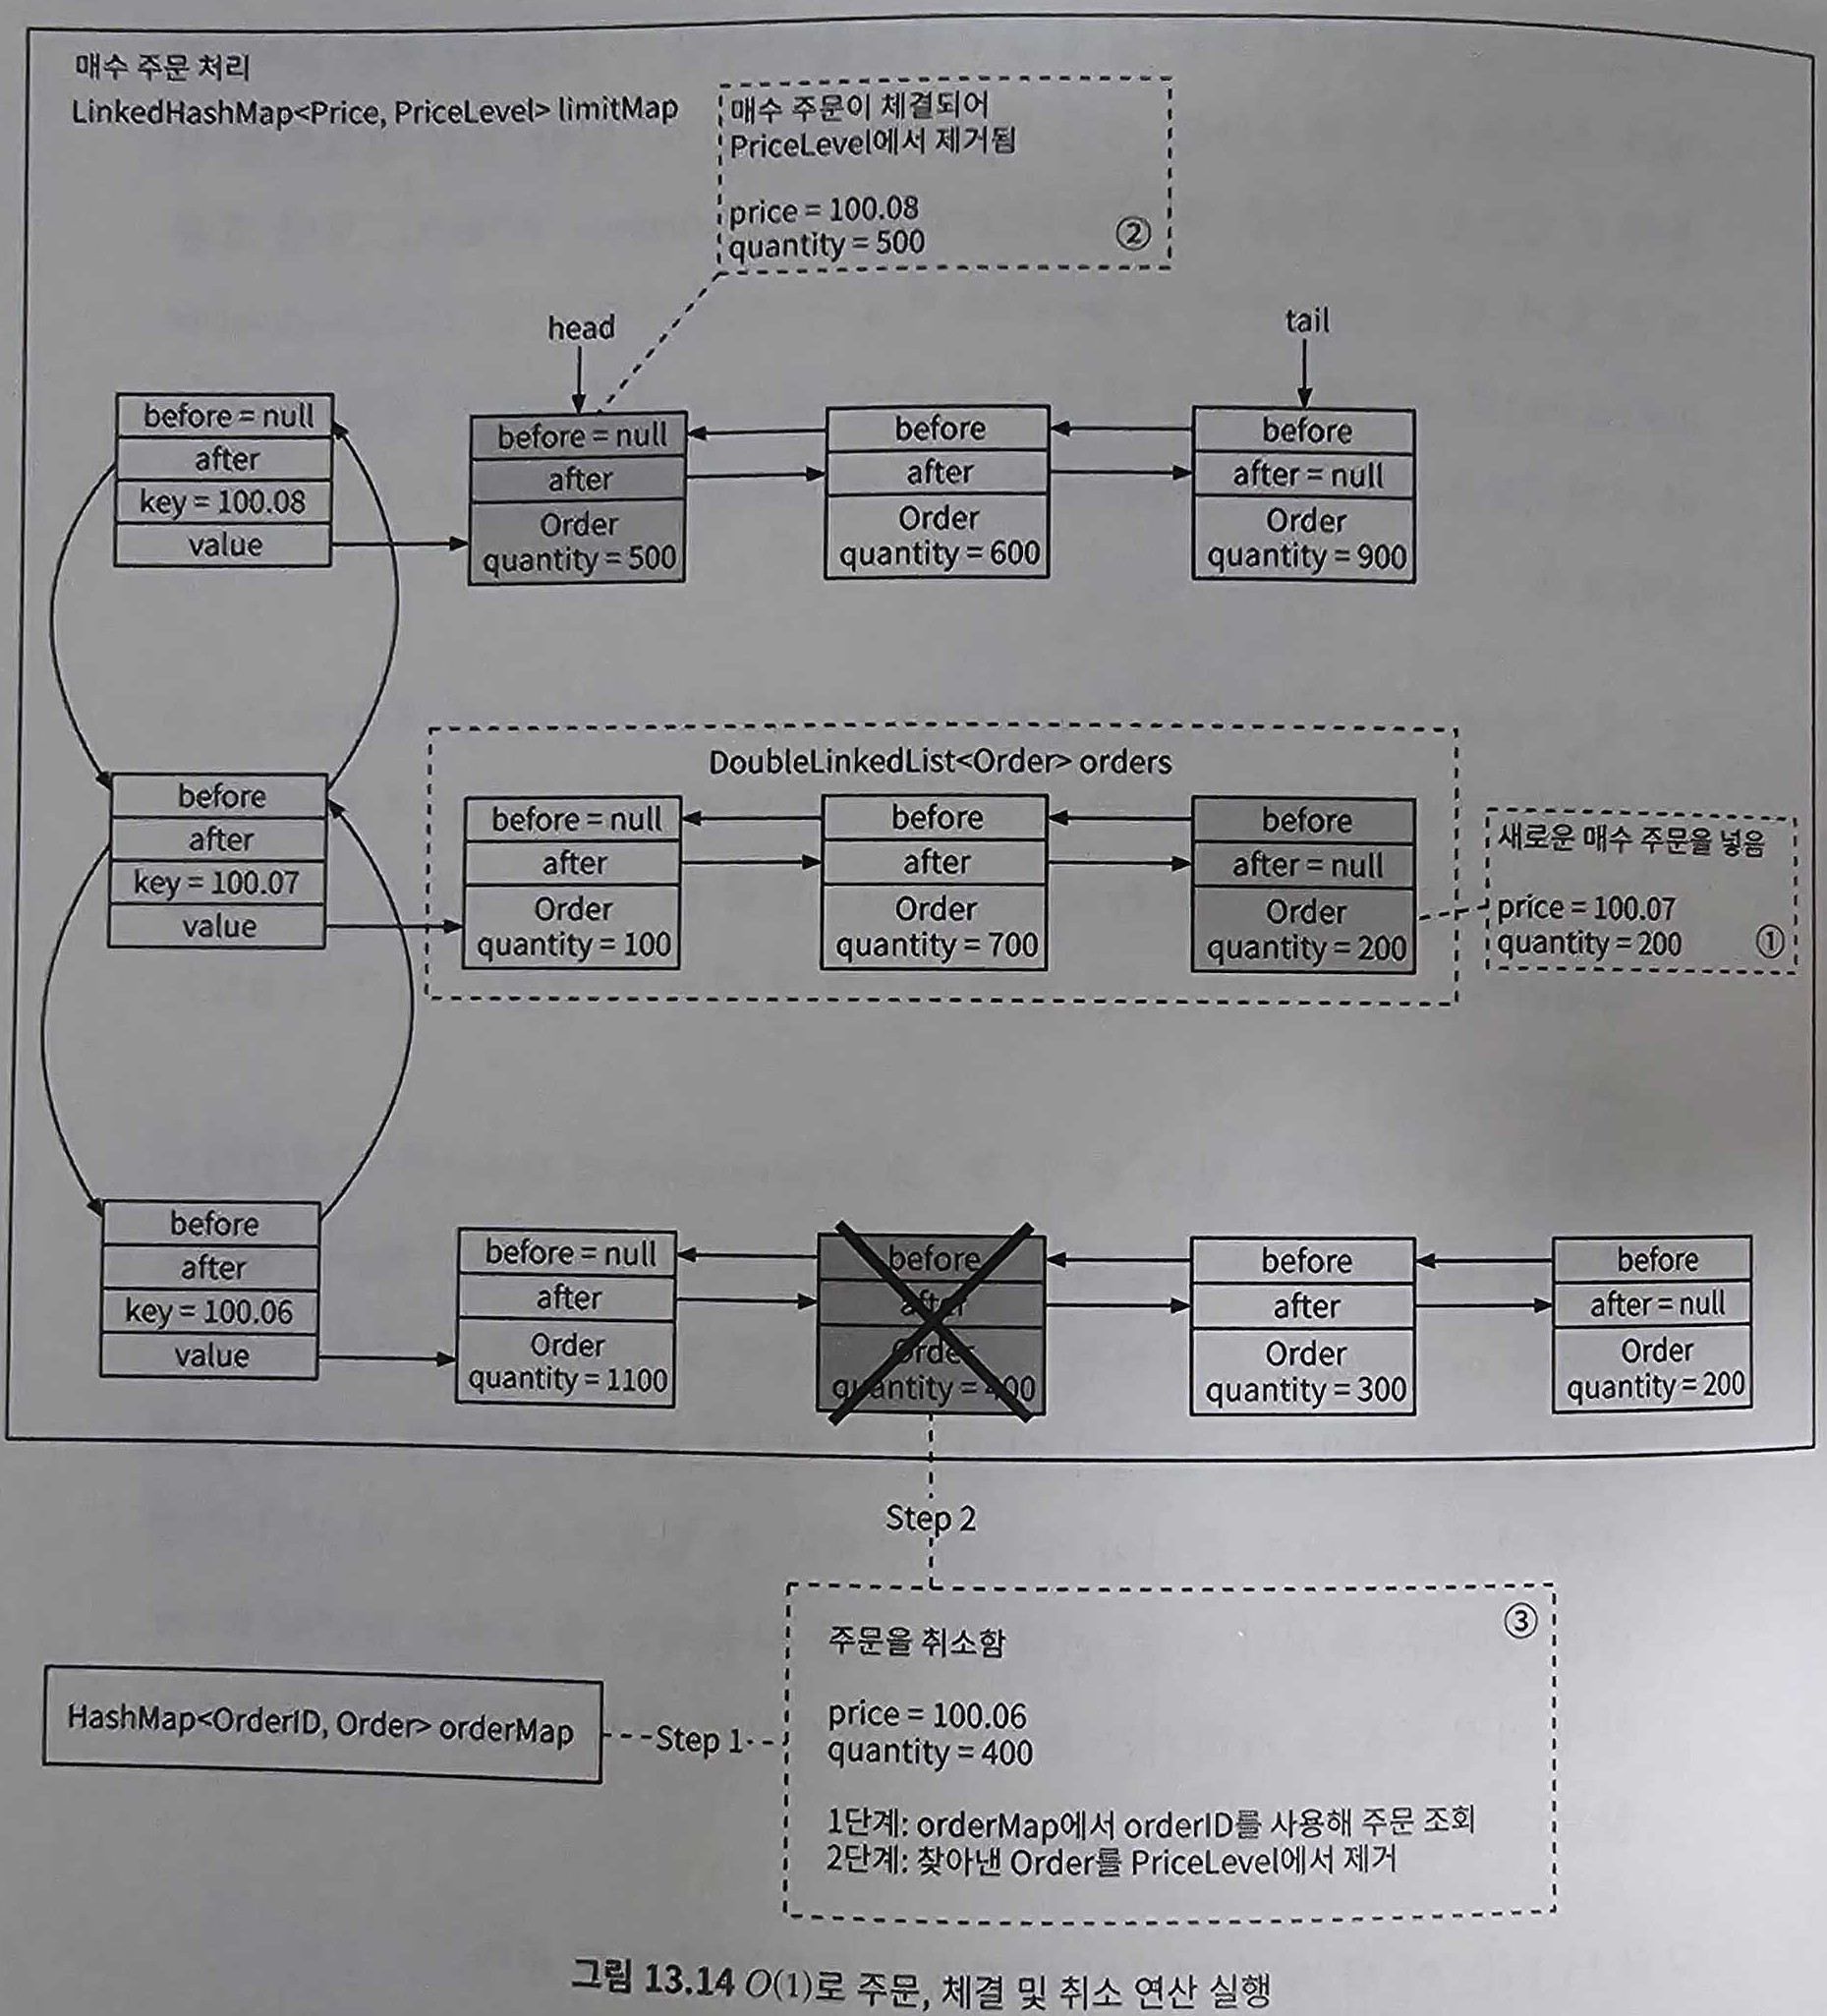 매수 주문 처리
LinkedHashMap<Price, PriceLevel> limitMap
매수 주문이 체결되어
PriceLevel에서 제거됨
price = 100.08
quantity = 500
②
head
tail
before = null
after
key = 100.08
value
before = null
after
Order
quantity = 500
before
after
Order
quantity = 600
before
after = null
Order
quantity = 900
DoubleLinkedList<Order> orders
before
after
key = 100.07
value
before = null
after
Order
quantity = 100
before
after
Order
quantity = 700
before
after = null
Order
quantity = 200
새로운 매수 주문을 넣음
price = 100.07
quantity = 200
①
before
after
key = 100.06
value
before = null
after
Order
quantity = 1100
before
after
Order
quantity = 400
before
after
Order
quantity = 300
before
after = null
Order
quantity = 200
Step 2
③
주문을 취소함
price = 100.06
quantity = 400
1단계: orderMap에서 orderID를 사용해 주문 조회
2단계: 찾아낸 Order를 PriceLevel에서 제거
HashMap<OrderID, Order> orderMap
Step 1
그림 13.14 O(1)로 주문, 체결 및 취소 연산 실행